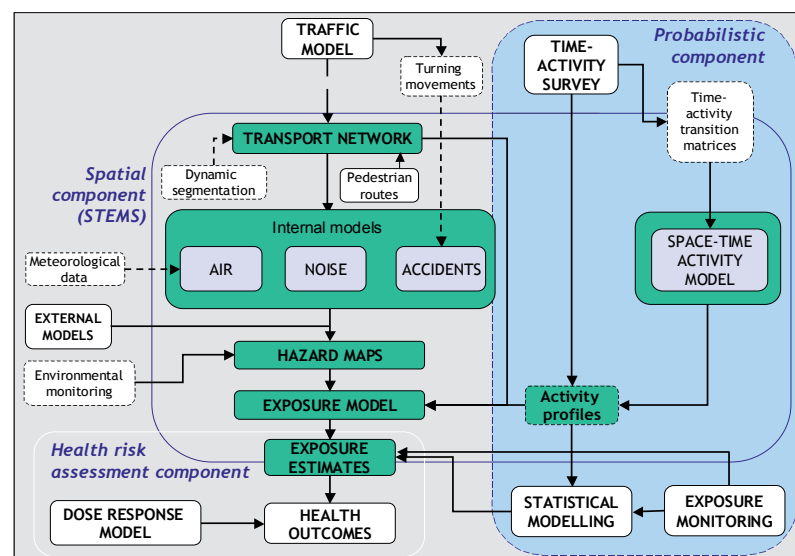 TRAFFIC
MODEL
Turning
movements
TIME-
ACTIVITY
SURVEY
Probabilistic
component
Time-
activity
transition
matrices
TRANSPORT NETWORK
Dynamic
segmentation
Pedestrian
routes
Spatial
component
(STEMS)
Internal models
AIR
NOISE
ACCIDENTS
SPACE-TIME
ACTIVITY
MODEL
Meteorological
data
EXTERNAL
MODELS
HAZARD MAPS
Environmental
monitoring
EXPOSURE MODEL
Activity
profiles
Health risk
assessment component
EXPOSURE
ESTIMATES
DOSE RESPONSE
MODEL
HEALTH
OUTCOMES
STATISTICAL
MODELLING
EXPOSURE
MONITORING